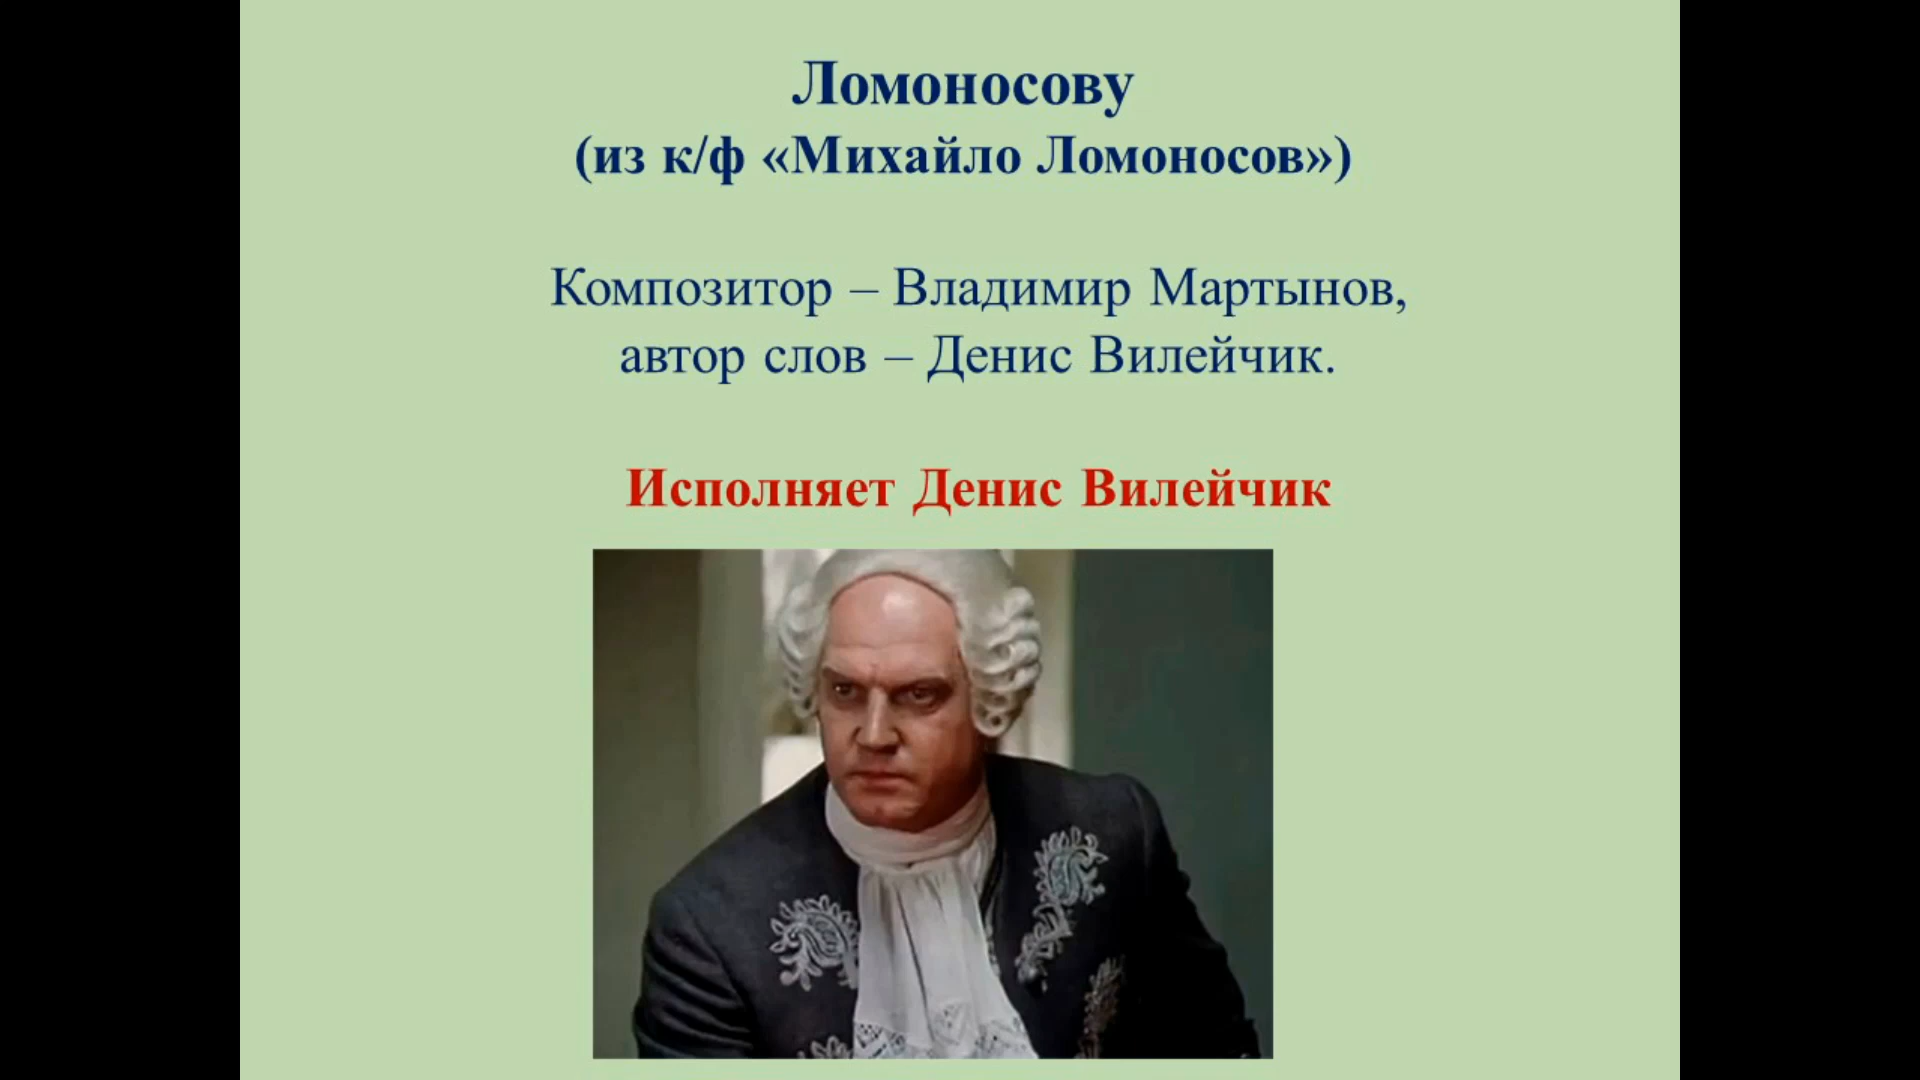 Ломоносову
(из к/ф «Михайло Ломоносов»)
Композитор – Владимир Мартынов,
автор слов – Денис Вилейчик.
Исполняет Денис Вилейчик